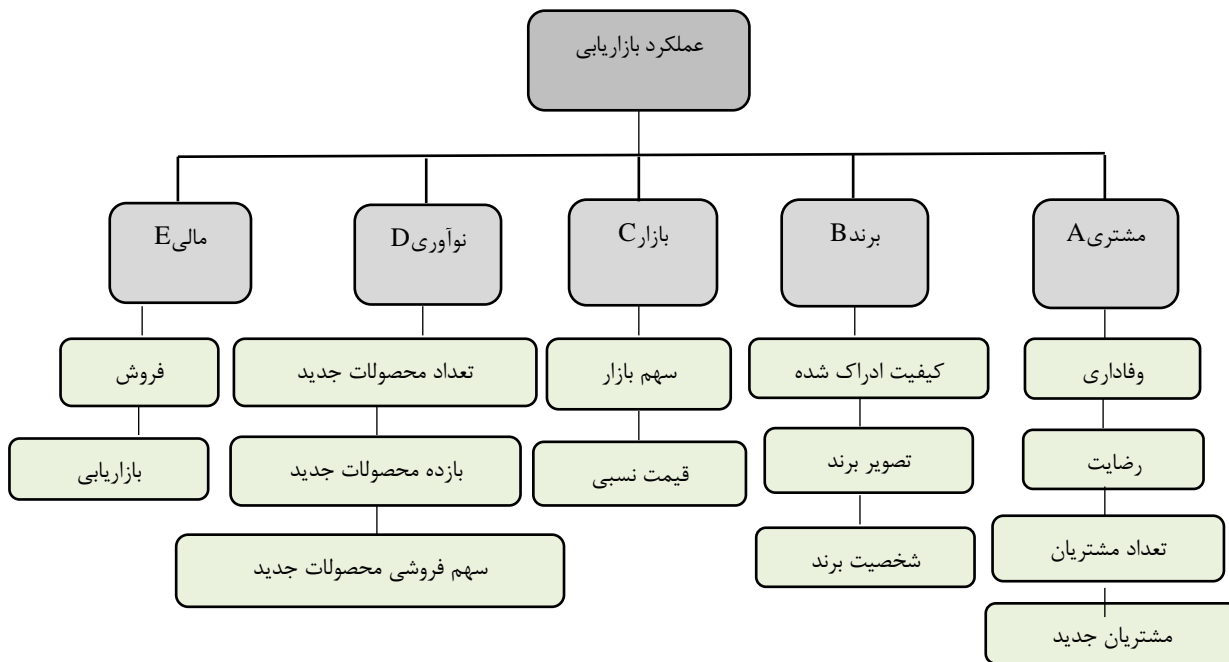 عملکرد بازاریابی
مشتریA
برندB
بازارC
نوآوریD
مالیE
وفاداری
کیفیت ادراک شده
سهم بازار
تعداد محصولات جدید
فروش
رضایت
تصویر برند
قیمت نسبی
بازده محصولات جدید
بازاریابی
تعداد مشتریان
شخصیت برند
سهم فروشی محصولات جدید
مشتریان جدید